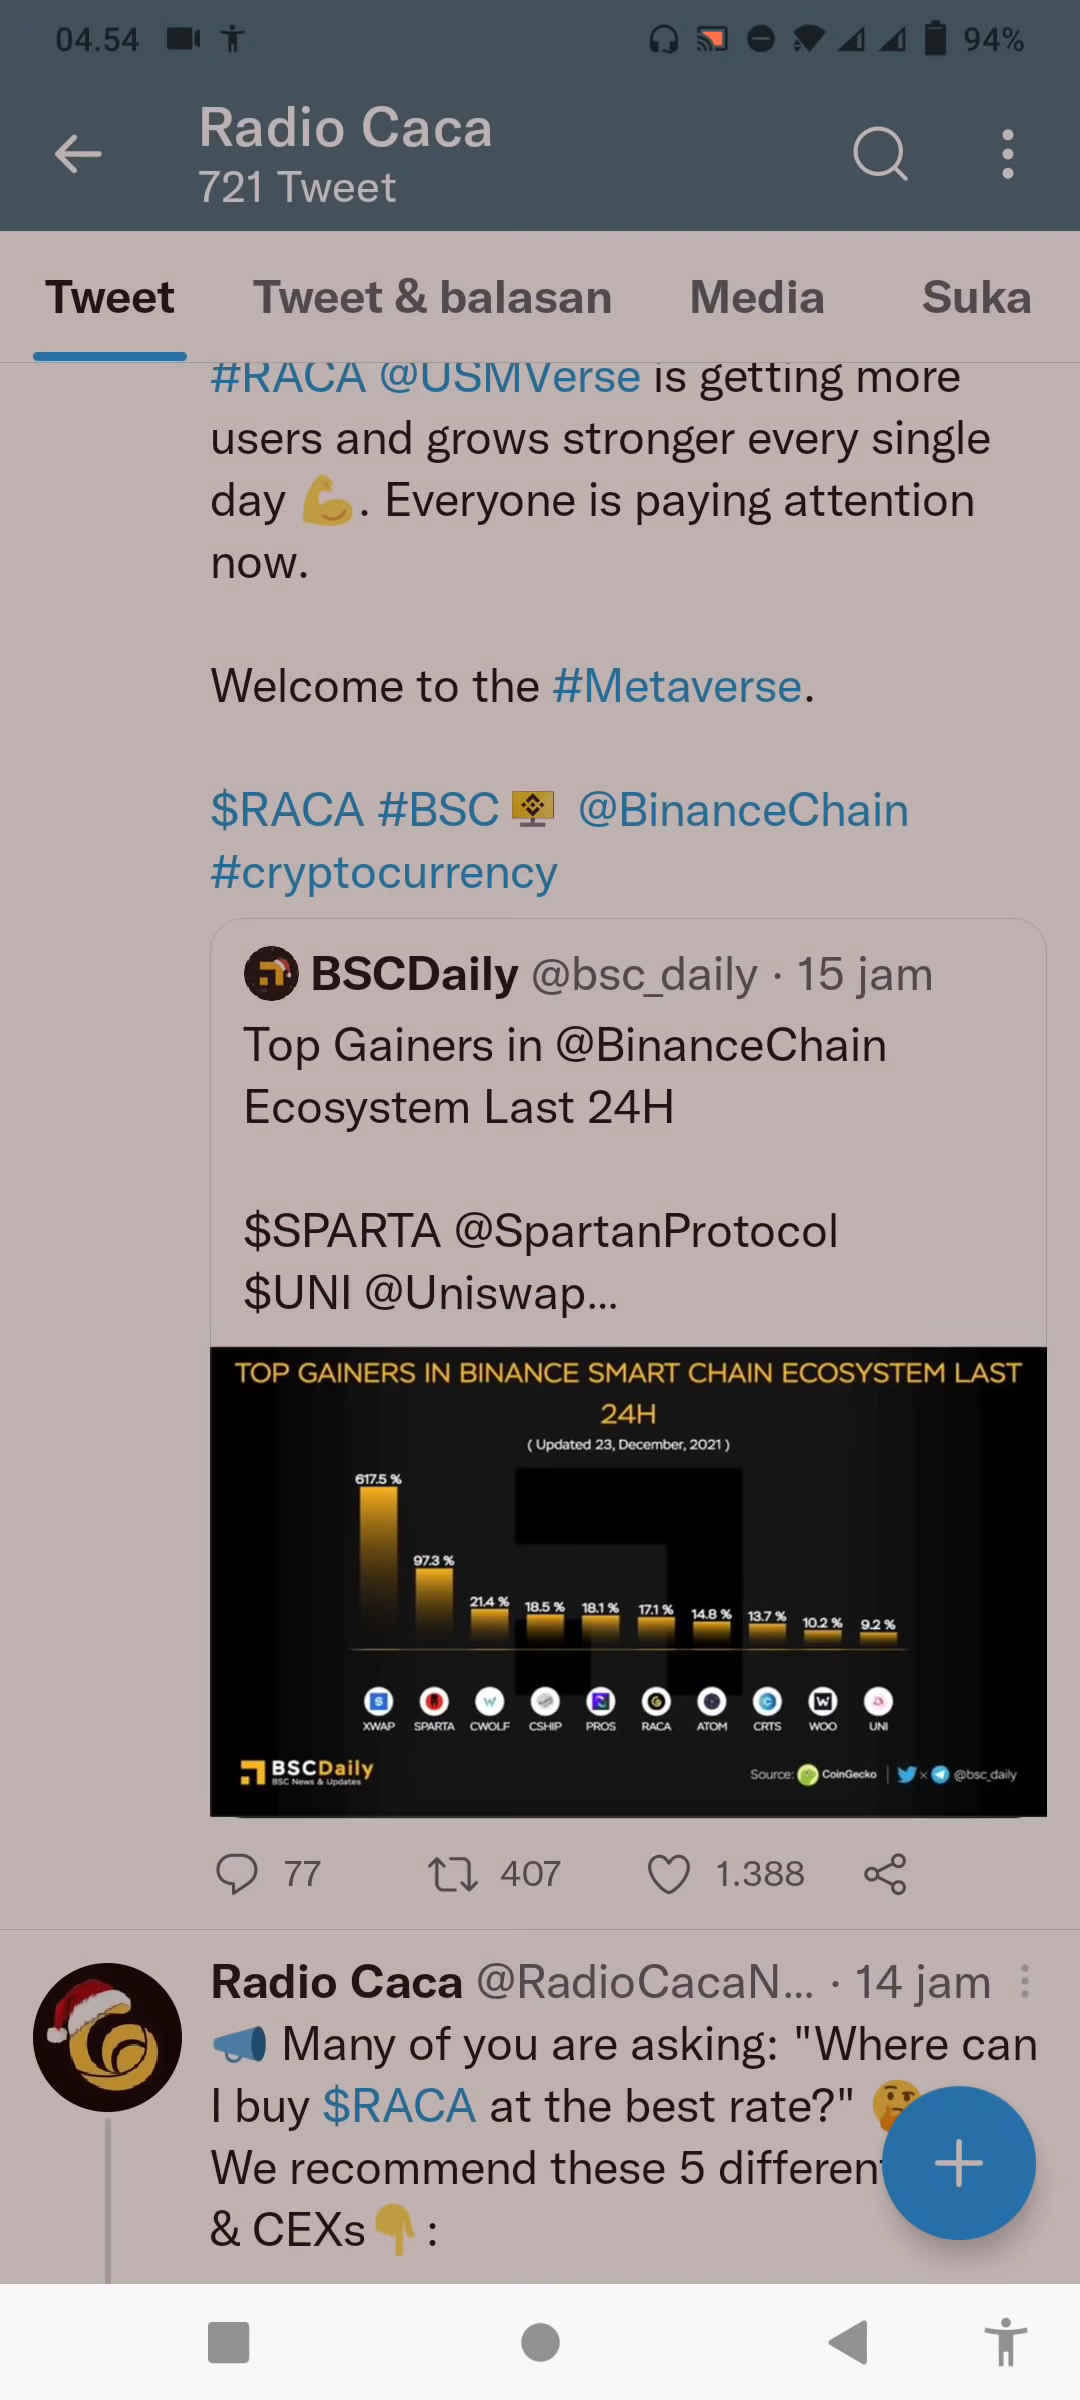 04.54 94%
Radio Caca
721 Tweet
Tweet Tweet & balasan Media Suka
#RACA @USMVerse is getting more
users and grows stronger every single
day 💪. Everyone is paying attention
now.
Welcome to the #Metaverse.
$RACA #BSC @BinanceChain
#cryptocurrency
BSCDaily @bsc_daily · 15 jam
Top Gainers in @BinanceChain
Ecosystem Last 24H
$SPARTA @SpartanProtocol
$UNI @Uniswap...
TOP GAINERS IN BINANCE SMART CHAIN ECOSYSTEM LAST
24H
( Updated 23, December, 2021 )
617.5 % 97.3 % 21.4 % 18.5 % 18.1 % 17.1 % 14.8 % 13.7 % 10.2 % 9.2 %
XWAP SPARTA CWOLF CSHIP PROS RACA ATOM CRTS WOO UNI
BSCDaily
BSC News & Updates
Source: CoinGecko | x @bsc_daily
77 407 1.388
Radio Caca @RadioCacaN... · 14 jam
📢 Many of you are asking: "Where can
I buy $RACA at the best rate?" 🤔
We recommend these 5 different
& CEXs👇: